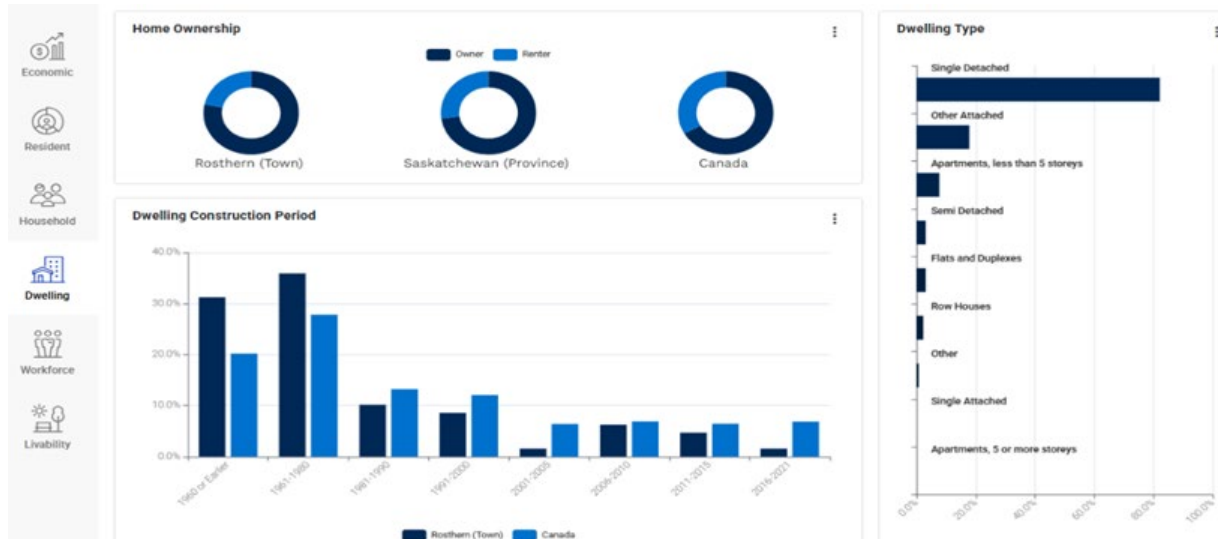 Economic
Resident
Household
Dwelling
Workforce
Livability
Home Ownership
Owner Renter
Rosthern (Town) Saskatchewan (Province) Canada
Dwelling Construction Period
40.0%
30.0%
20.0%
10.0%
0.0%
1960 or Earlier 1961-1980 1981-1990 1991-2000 2001-2005 2006-2010 2011-2015 2016-2021
Rosthern (Town) Canada
Dwelling Type
Single Detached
Other Attached
Apartments, less than 5 storeys
Semi Detached
Flats and Duplexes
Row Houses
Other
Single Attached
Apartments, 5 or more storeys
0.0% 20.0% 40.0% 60.0% 80.0% 100.0%